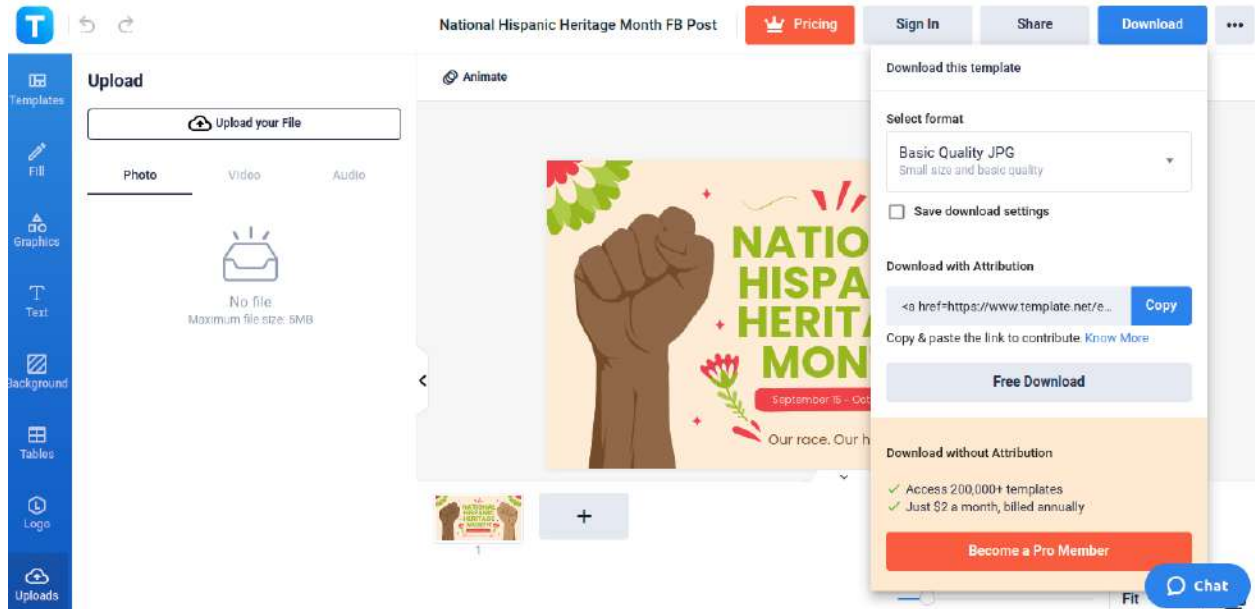 T
National Hispanic Heritage Month FB Post
Pricing
Sign In
Share
Download
Templates
Fill
Graphics
Text
Background
Tables
Logo
Uploads
Upload
Upload your File
Photo
Video
Audio
No file
Maximum file size: 5MB
Animate
NATIO
HISPA
HERIT
MON
September 15 - Oct
Our race. Our h
1
Download this template
Select format
Basic Quality JPG
Small size and basic quality
Save download settings
Download with Attribution
<a href=https://www.template.net/e...
Copy
Copy & paste the link to contribute. Know More
Free Download
Download without Attribution
Access 200,000+ templates
Just $2 a month, billed annually
Become a Pro Member
Fit
Chat